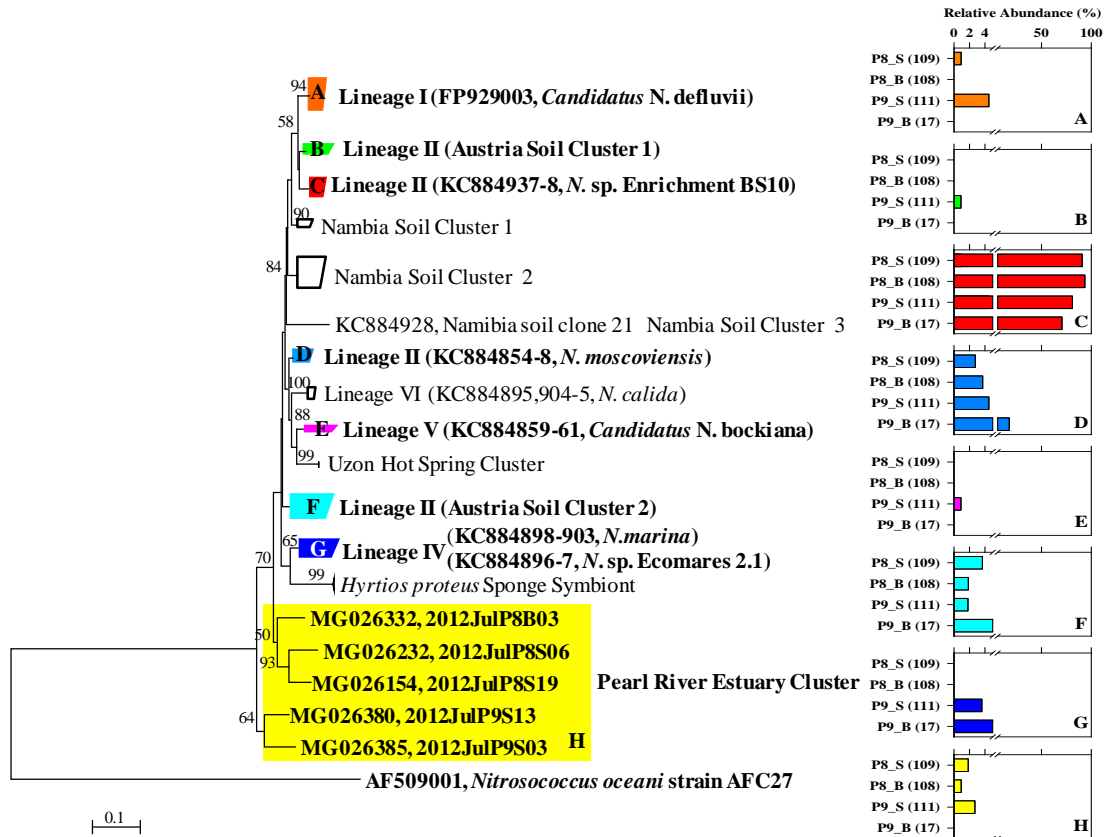 Relative Abundance (%)
0 2 4 50 100
94
A Lineage I (FP929003, Candidatus N. defluvii)
58
B Lineage II (Austria Soil Cluster 1)
C Lineage II (KC884937-8, N. sp. Enrichment BS10)
90
Nambia Soil Cluster 1
84
Nambia Soil Cluster 2
KC884928, Namibia soil clone 21 Nambia Soil Cluster 3
D Lineage II (KC884854-8, N. moscoviensis)
100
Lineage VI (KC884895,904-5, N. calida)
88
E Lineage V (KC884859-61, Candidatus N. bockiana)
99
Uzon Hot Spring Cluster
F Lineage II (Austria Soil Cluster 2)
65
G Lineage IV (KC884898-903, N.marina)
(KC884896-7, N. sp. Ecomares 2.1)
70
99
Hyrtios proteus Sponge Symbiont
MG026332, 2012JulP8B03
50
MG026232, 2012JulP8S06
93
MG026154, 2012JulP8S19
Pearl River Estuary Cluster
64
MG026380, 2012JulP9S13
MG026385, 2012JulP9S03
H
AF509001, Nitrosococcus oceani strain AFC27
0.1
P8_S (109)
P8_B (108)
P9_S (111)
P9_B (17)
A
P8_S (109)
P8_B (108)
P9_S (111)
P9_B (17)
B
P8_S (109)
P8_B (108)
P9_S (111)
P9_B (17)
C
P8_S (109)
P8_B (108)
P9_S (111)
P9_B (17)
D
P8_S (109)
P8_B (108)
P9_S (111)
P9_B (17)
E
P8_S (109)
P8_B (108)
P9_S (111)
P9_B (17)
F
P8_S (109)
P8_B (108)
P9_S (111)
P9_B (17)
G
P8_S (109)
P8_B (108)
P9_S (111)
P9_B (17)
H